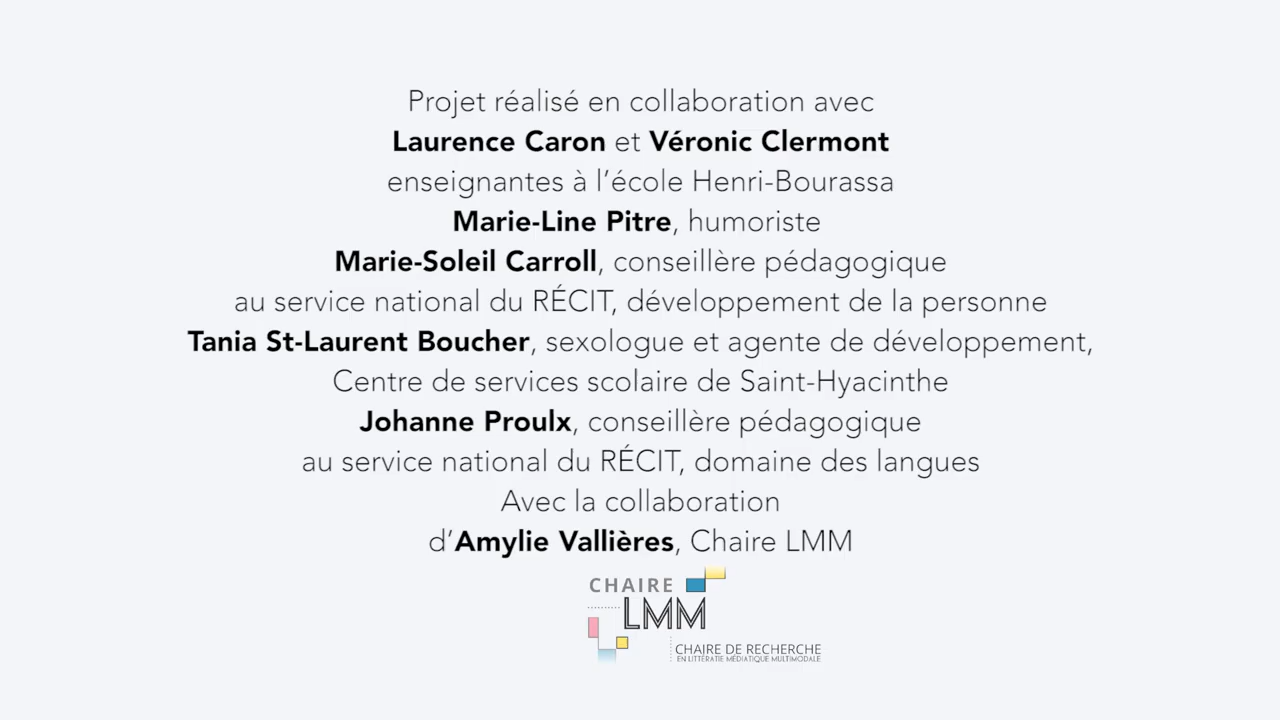 Projet réalisé en collaboration avec
Laurence Caron et Véronic Clermont
enseignantes à l’école Henri-Bourassa
Marie-Line Pitre, humoriste
Marie-Soleil Carroll, conseillère pédagogique
au service national du RÉCIT, développement de la personne
Tania St-Laurent Boucher, sexologue et agente de développement,
Centre de services scolaire de Saint-Hyacinthe
Johanne Proulx, conseillère pédagogique
au service national du RÉCIT, domaine des langues
Avec la collaboration
d’Amylie Vallières, Chaire LMM
CHAIRE
LMM
CHAIRE DE RECHERCHE
EN LITTÉRATIE MÉDIATIQUE MULTIMODALE